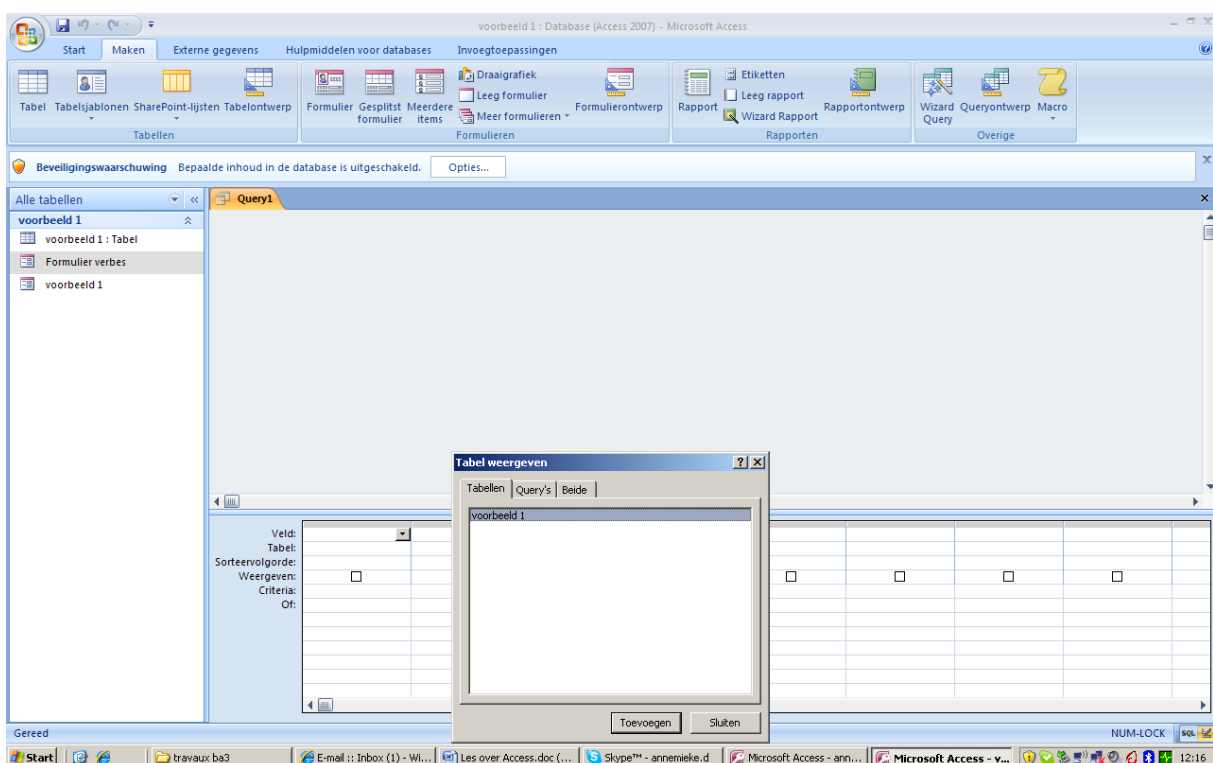 voorbeeld 1 : Database (Access 2007) - Microsoft Access
Start Maken Externe gegevens Hulpmiddelen voor databases Invoegtoepassingen
Tabel Tabelsjablonen SharePoint-lijsten Tabelontwerp
Tabellen
Formulier Gesplitst formulier Meerdere items
Draaigrafiek
Leeg formulier
Meer formulieren
Formulierontwerp
Formulieren
Rapport
Etiketten
Leeg rapport
Wizard Rapport
Rapportontwerp
Rapporten
Wizard Query Queryontwerp Macro
Overige
Beveiligingswaarschuwing Bepaalde inhoud in de database is uitgeschakeld. Opties...
Alle tabellen
voorbeeld 1
voorbeeld 1 : Tabel
Formulier verbes
voorbeeld 1
Query1
Tabel weergeven
Tabellen Query's Beide
voorbeeld 1
Toevoegen Sluiten
Veld:
Tabel:
Sorteervolgorde:
Weergeven:
Criteria:
Of:
Gereed NUM-LOCK SQL
Start travaux ba3 E-mail :: Inbox (1) - Wi... Les over Access.doc (... Skype™ - annemieke.d Microsoft Access - ann... Microsoft Access - v... 12:16